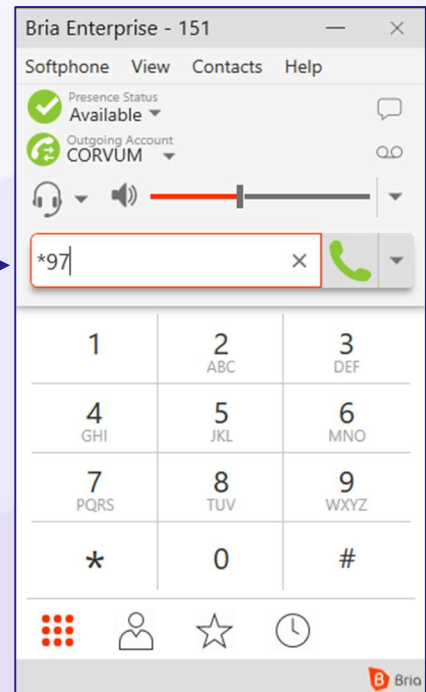 Bria Enterprise - 151
Softphone View Contacts Help
Presence Status
Available
Outgoing Account
CORVUM
*97
1 2 3
ABC DEF
4 5 6
GHI JKL MNO
7 8 9
PQRS TUV WXYZ
* 0 #
Bria